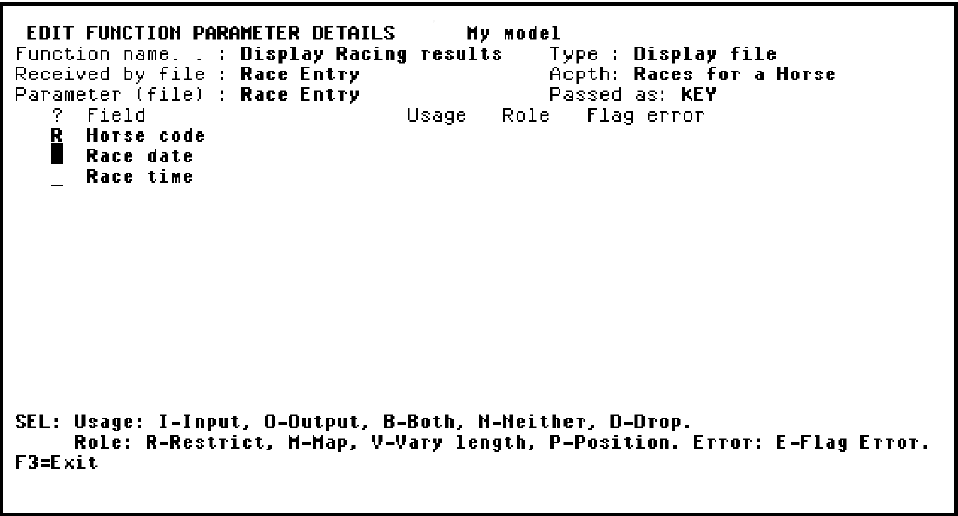 EDIT FUNCTION PARAMETER DETAILS My model
Function name. . : Display Racing results Type : Display file
Received by file : Race Entry Acpth: Races for a Horse
Parameter (file) : Race Entry Passed as: KEY
? Field Usage Role Flag error
R Horse code
Race date
_ Race time
SEL: Usage: I-Input, O-Output, B-Both, N-Neither, D-Drop.
Role: R-Restrict, M-Map, V-Vary length, P-Position. Error: E-Flag Error.
F3=Exit